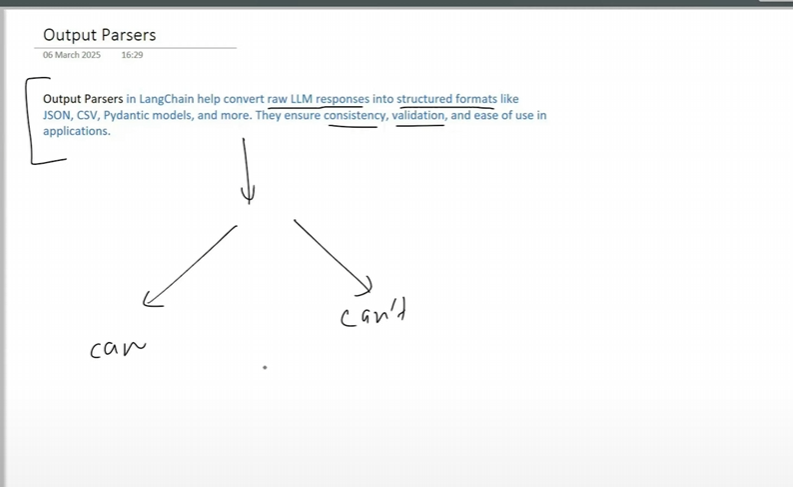 Output Parsers
06 March 2025 16:29
Output Parsers in LangChain help convert raw LLM responses into structured formats like
JSON, CSV, Pydantic models, and more. They ensure consistency, validation, and ease of use in
applications.
can't
can